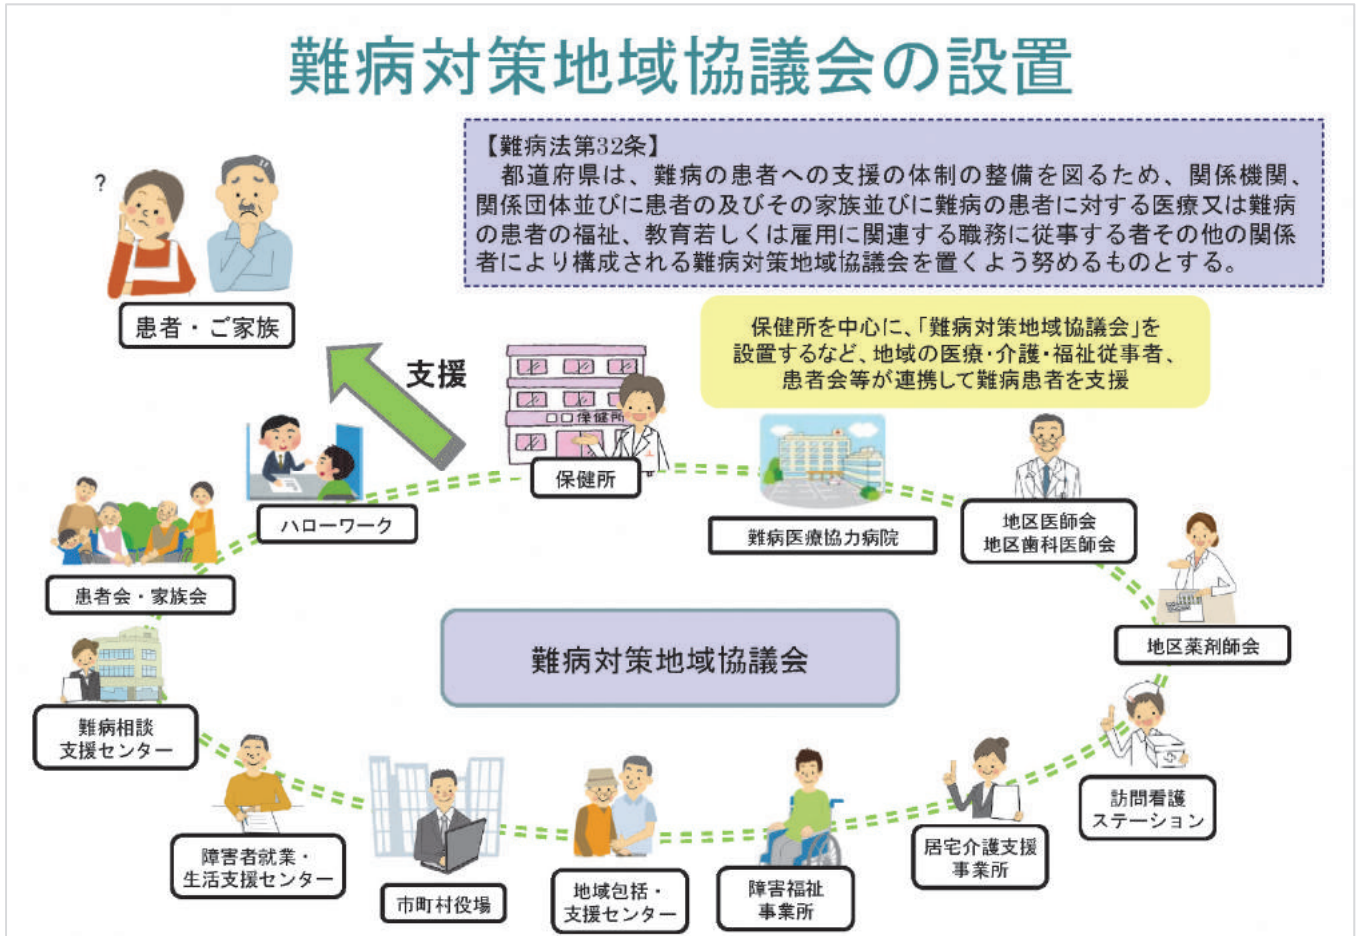 難病対策地域協議会の設置
【難病法第32条】
都道府県は、難病の患者への支援の体制の整備を図るため、関係機関、
関係団体並びに患者の及びその家族並びに難病の患者に対する医療又は難病
の患者の福祉、教育若しくは雇用に関連する職務に従事する者その他の関係
者により構成される難病対策地域協議会を置くよう努めるものとする。
?
患者・ご家族
保健所を中心に、「難病対策地域協議会」を
設置するなど、地域の医療・介護・福祉従事者、
患者会等が連携して難病患者を支援
支援
□□保健所
保健所
ハローワーク
難病医療協力病院
地区医師会
地区歯科医師会
患者会・家族会
地区薬剤師会
難病対策地域協議会
難病相談
支援センター
訪問看護
ステーション
居宅介護支援
事業所
障害者就業・
生活支援センター
市町村役場
地域包括・
支援センター
障害福祉
事業所